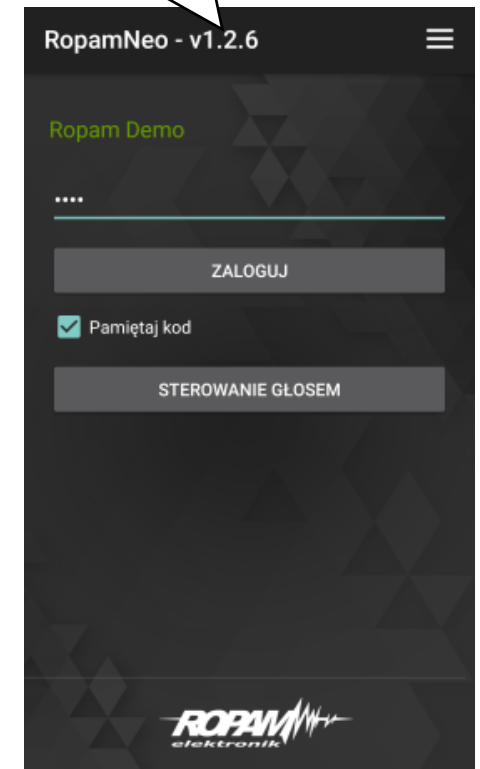 RopamNeo - v1.2.6
Ropam Demo
....
ZALOGUJ
Pamiętaj kod
STEROWANIE GŁOSEM
ROPAM
elektronik